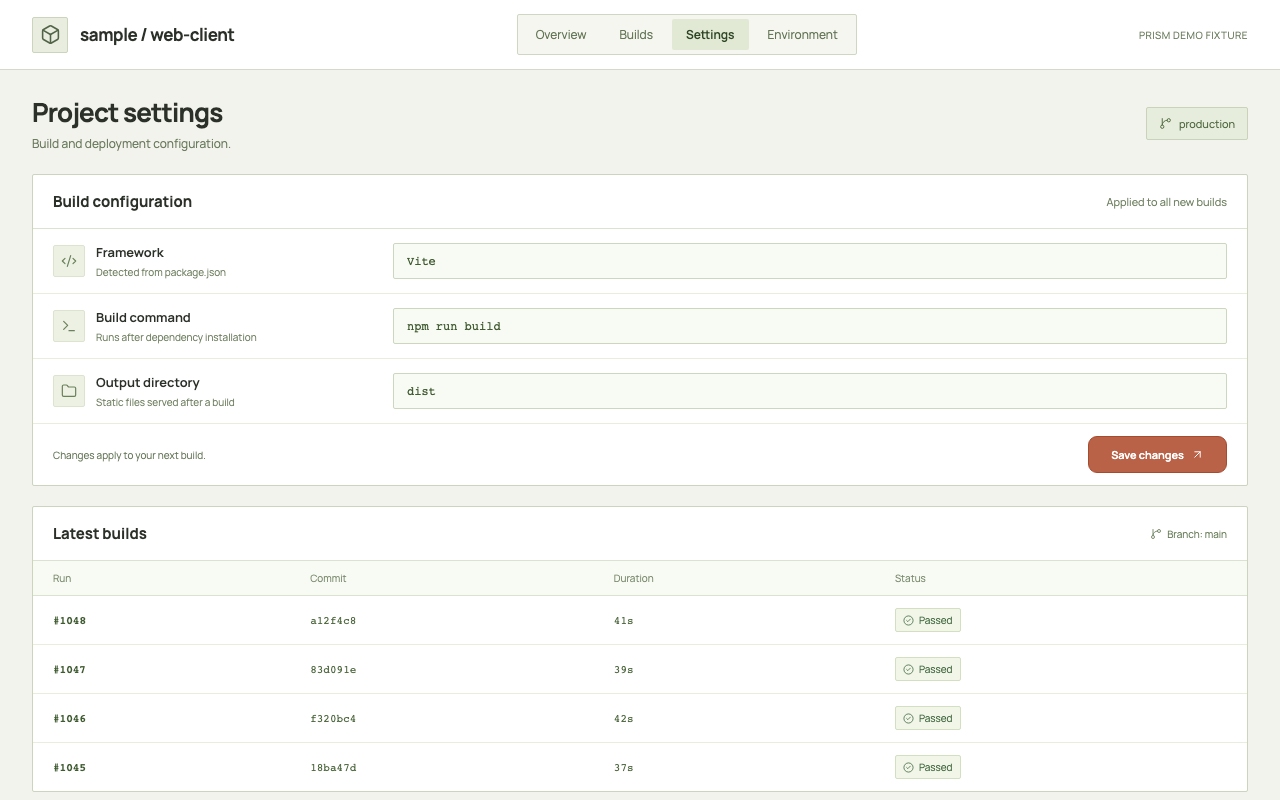 sample / web-client
Overview
Builds
Settings
Environment
PRISM DEMO FIXTURE
Project settings
Build and deployment configuration.
production
Build configuration
Applied to all new builds
Framework
Detected from package.json
Vite
Build command
Runs after dependency installation
npm run build
Output directory
Static files served after a build
dist
Changes apply to your next build.
Save changes
Latest builds
Branch: main
Run Commit Duration Status
#1048 a12f4c8 41s Passed
#1047 83d091e 39s Passed
#1046 f320bc4 42s Passed
#1045 18ba47d 37s Passed